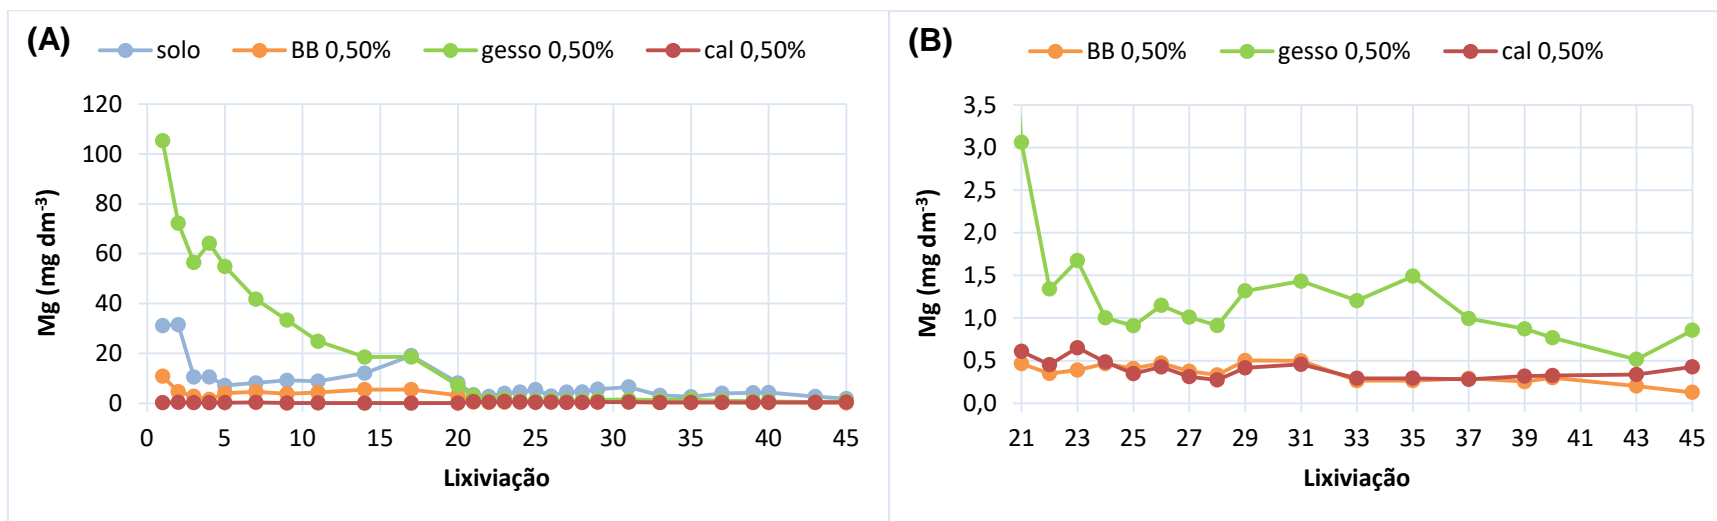 (A)
solo BB 0,50% gesso 0,50% cal 0,50%
120
100
80
60
40
20
0
0 5 10 15 20 25 30 35 40 45
Mg (mg dm-³)
Lixiviação
(B)
BB 0,50% gesso 0,50% cal 0,50%
3,5
3,0
2,5
2,0
1,5
1,0
0,5
0,0
21 23 25 27 29 31 33 35 37 39 41 43 45
Mg (mg dm-³)
Lixiviação